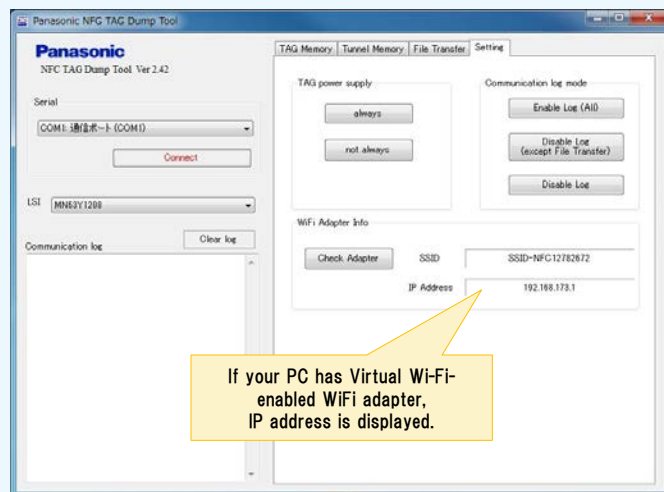 Panasonic NFC TAG Dump Tool
Panasonic
NFC TAG Dump Tool Ver 2.42
Serial
COM1: 通信ポート (COM1)
Connect
LSI
MN63Y1208
Communication log
Clear log
TAG Memory
Tunnel Memory
File Transfer
Setting
TAG power supply
always
not always
Communication log mode
Enable Log (All)
Disable Log
(except File Transfer)
Disable Log
WiFi Adapter Info
Check Adapter
SSID
SSID-NFC12782672
IP Address
192.168.173.1
If your PC has Virtual Wi-Fi-
enabled WiFi adapter,
IP address is displayed.